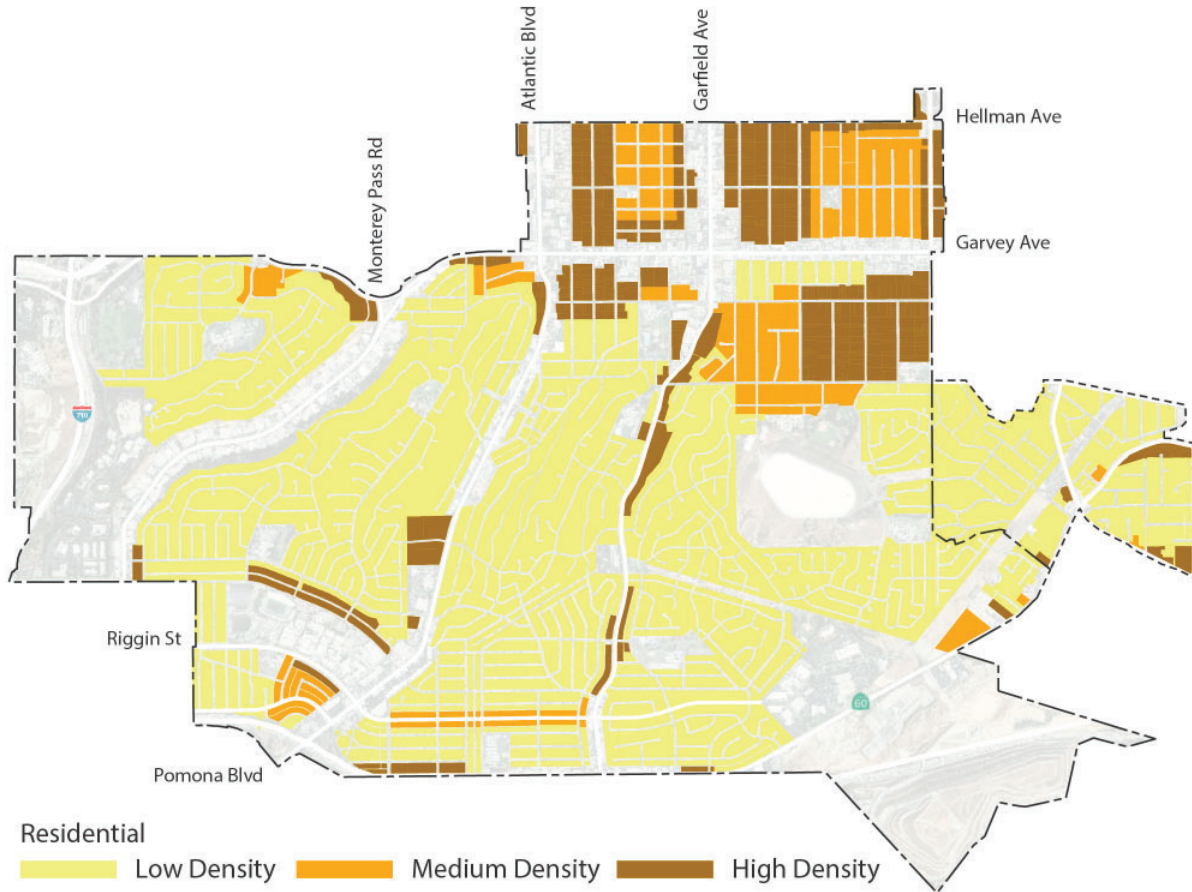 Atlantic Blvd
Garfield Ave
Hellman Ave
Monterey Pass Rd
Garvey Ave
710
Riggin St
60
Pomona Blvd
Residential
Low Density
Medium Density
High Density